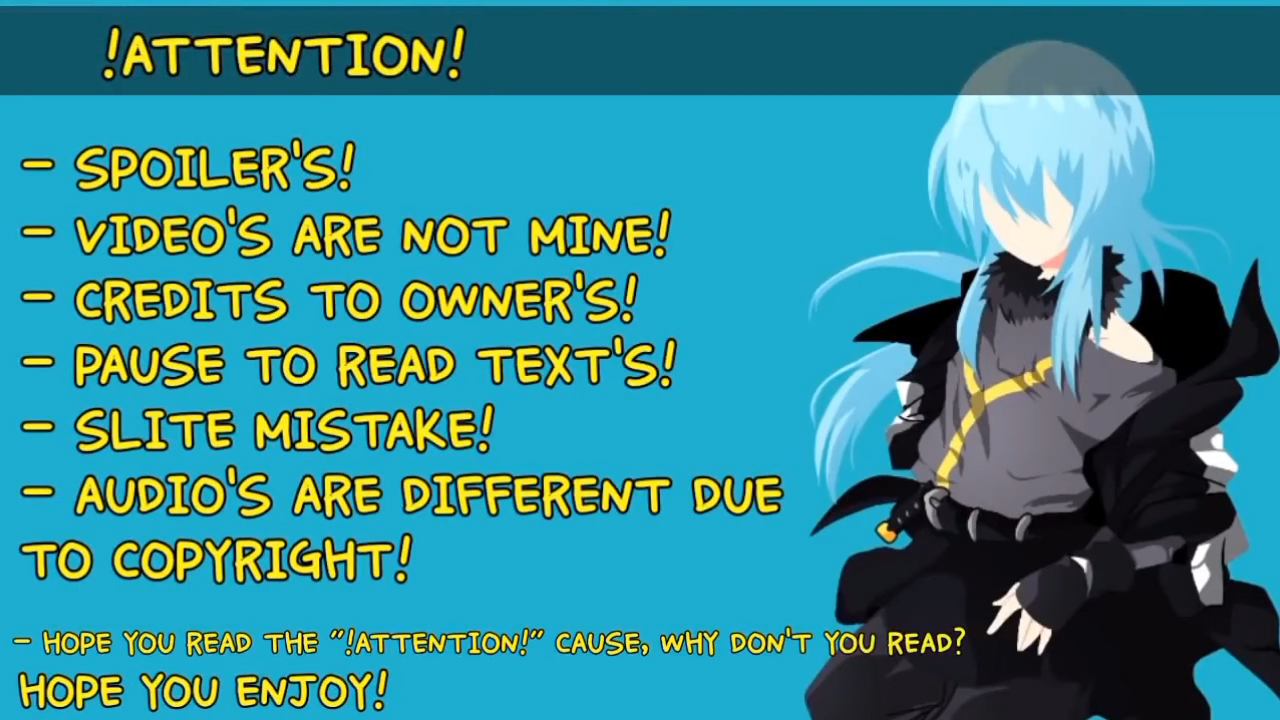 !ATTENTION!
- SPOILER'S!
- VIDEO'S ARE NOT MINE!
- CREDITS TO OWNER'S!
- PAUSE TO READ TEXT'S!
- SLITE MISTAKE!
- AUDIO'S ARE DIFFERENT DUE
TO COPYRIGHT!
- HOPE YOU READ THE "!ATTENTION!" CAUSE, WHY DON'T YOU READ?
HOPE YOU ENJOY!